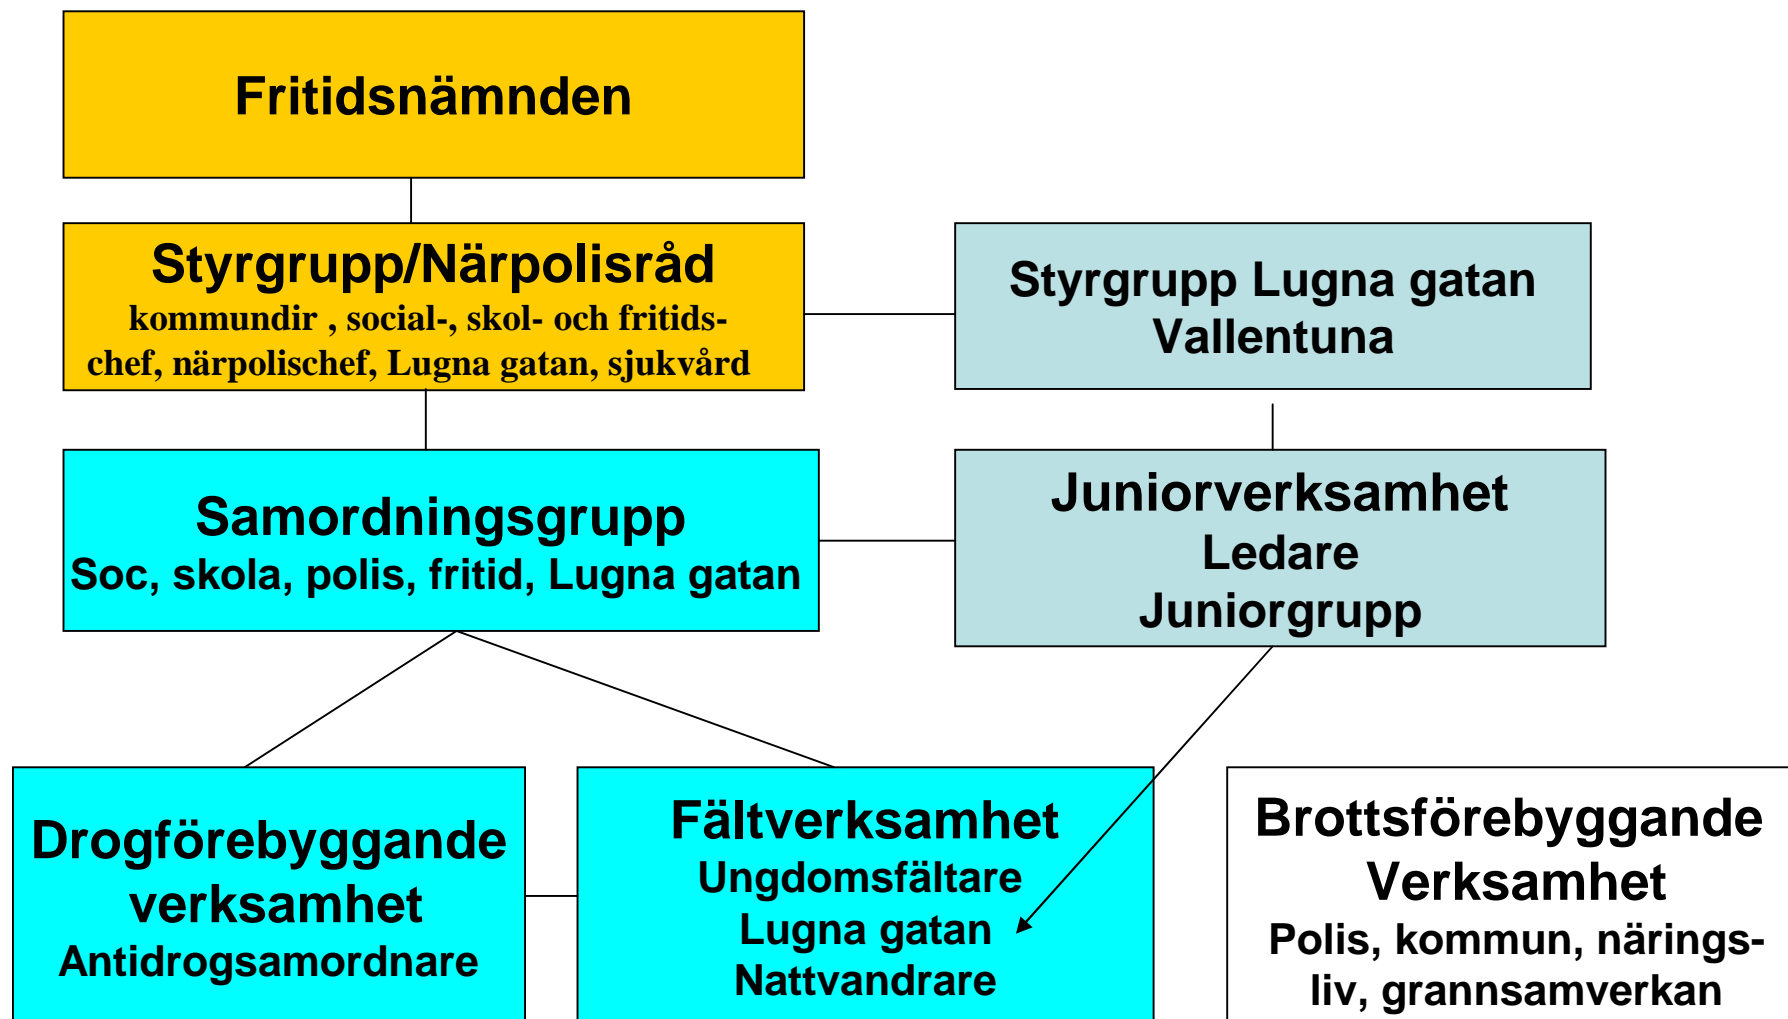 Fritidsnämnden
Styrgrupp/Närpolisråd
kommundir , social-, skol- och fritids-
chef, närpolischef, Lugna gatan, sjukvård
Styrgrupp Lugna gatan
Vallentuna
Samordningsgrupp
Soc, skola, polis, fritid, Lugna gatan
Juniorverksamhet
Ledare
Juniorgrupp
Drogförebyggande
verksamhet
Antidrogsamordnare
Fältverksamhet
Ungdomsfältare
Lugna gatan
Nattvandrare
Brottsförebyggande
Verksamhet
Polis, kommun, närings-
liv, grannsamverkan